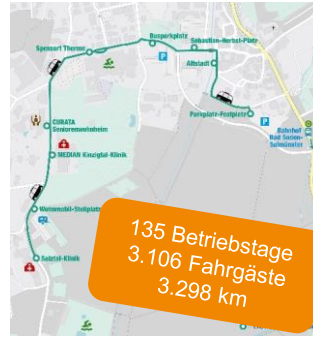 Busparkplatz
Sebastian-Herbst-Platz
Spessart Therme
Altstadt
Parkplatz-Festplatz
Bahnhof
Bad Soden-
Salmünster
CURATA
Seniorenwohnheim
MEDIAN Kinzigtal-Klinik
Wohnmobil-Stellplatz
Salztal-Klinik
135 Betriebstage
3.106 Fahrgäste
3.298 km